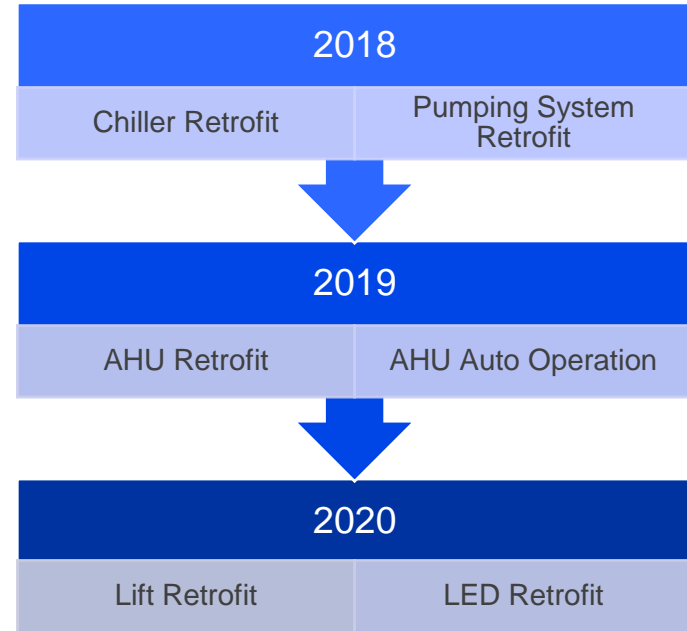 2018
Chiller Retrofit
Pumping System
Retrofit
2019
AHU Retrofit
AHU Auto Operation
2020
Lift Retrofit
LED Retrofit